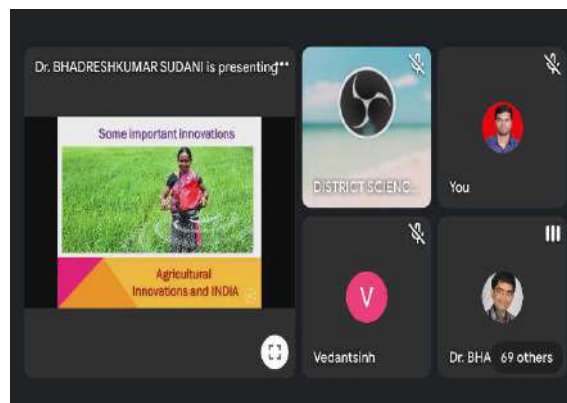 Dr. BHADRESHKUMAR SUDANI is presenting•••
Some important innovations
Agricultural
Innovations and INDIA
DISTRICT SCIENC...
You
V
Vedantsinh
Dr. BHA
69 others